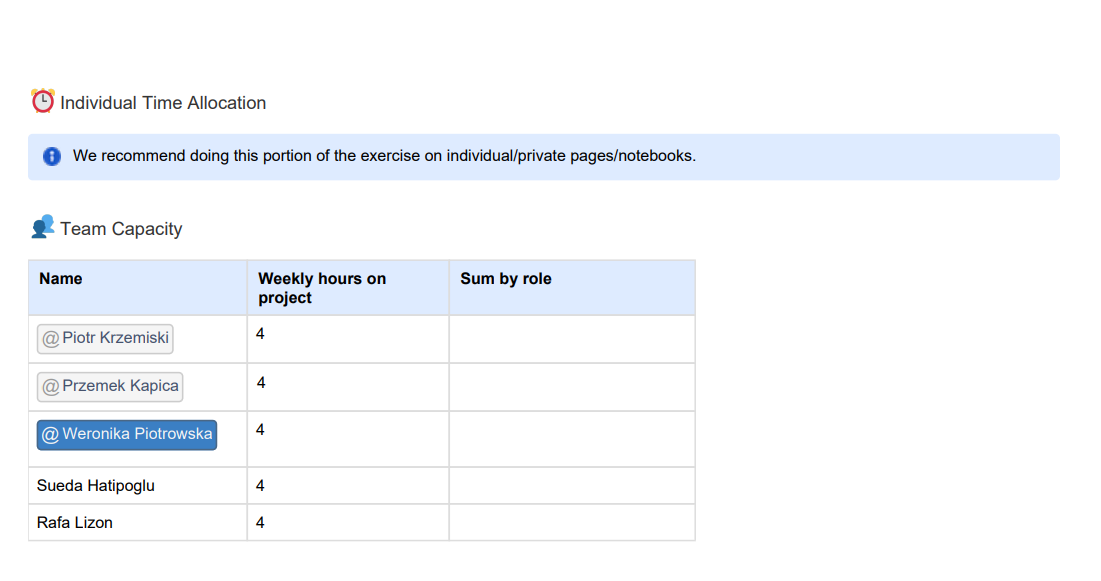 Individual Time Allocation
We recommend doing this portion of the exercise on individual/private pages/notebooks.
Team Capacity
Name Weekly hours on project Sum by role
@Piotr Krzemiski 4
@Przemek Kapica 4
@Weronika Piotrowska 4
Sueda Hatipoglu 4
Rafa Lizon 4